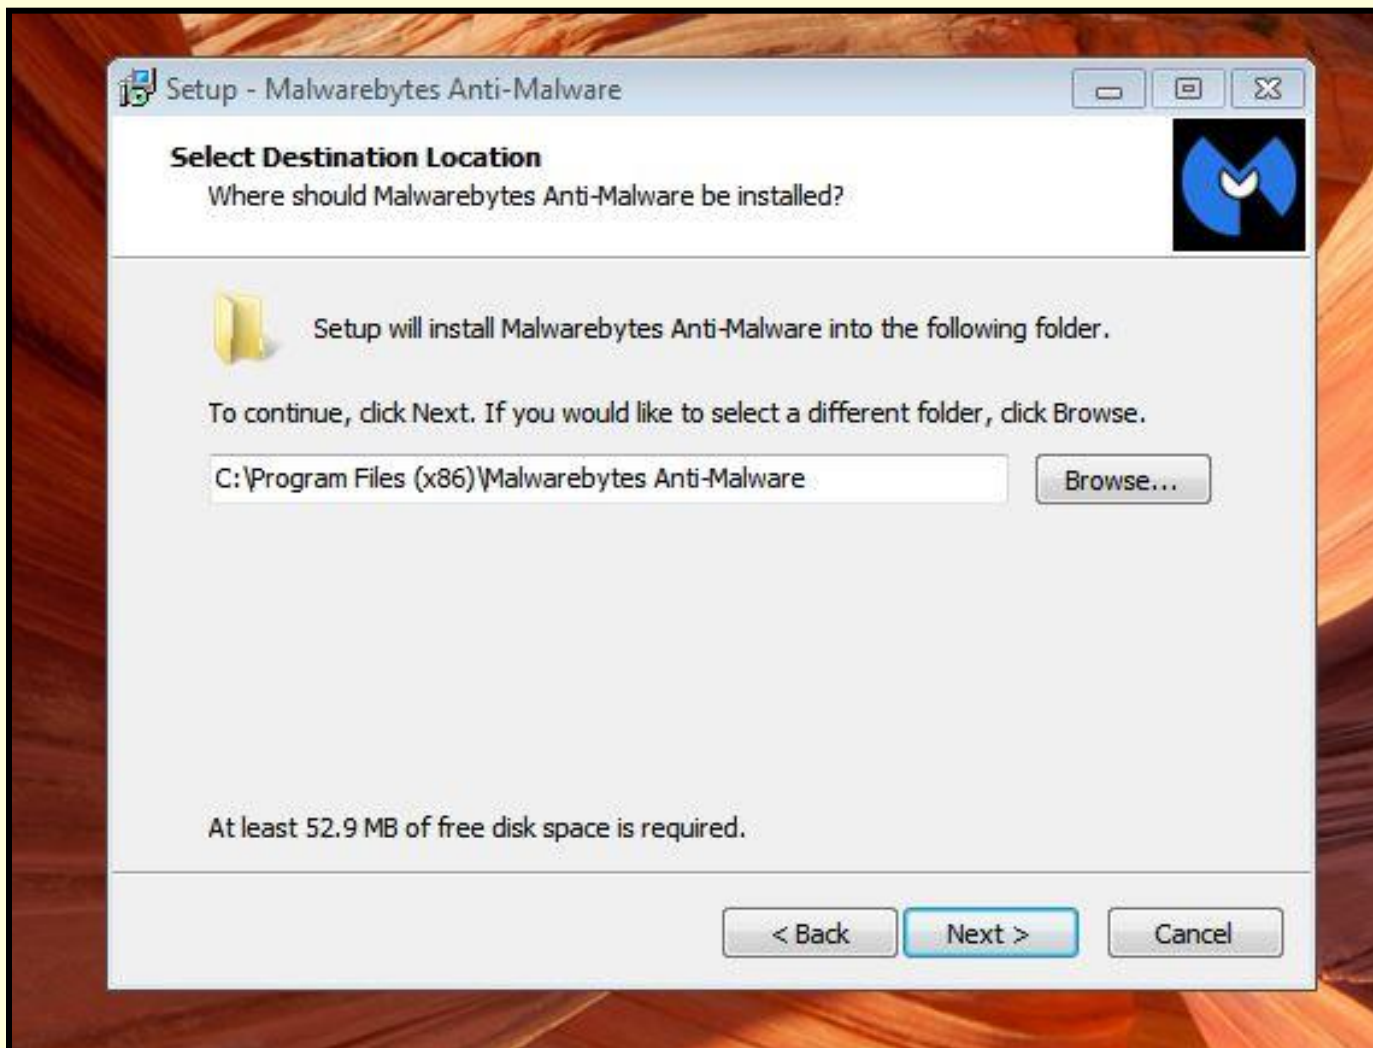 Setup - Malwarebytes Anti-Malware
Select Destination Location
Where should Malwarebytes Anti-Malware be installed?
Setup will install Malwarebytes Anti-Malware into the following folder.
To continue, click Next. If you would like to select a different folder, click Browse.
C:\Program Files (x86)\Malwarebytes Anti-Malware
Browse...
At least 52.9 MB of free disk space is required.
< Back
Next >
Cancel